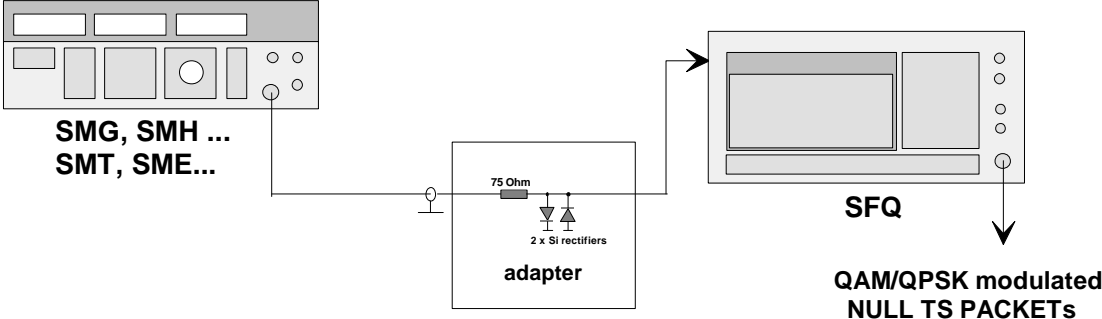 SMG, SMH ...
SMT, SME...
75 Ohm
2 x Si rectifiers
adapter
SFQ
QAM/QPSK modulated
NULL TS PACKETs